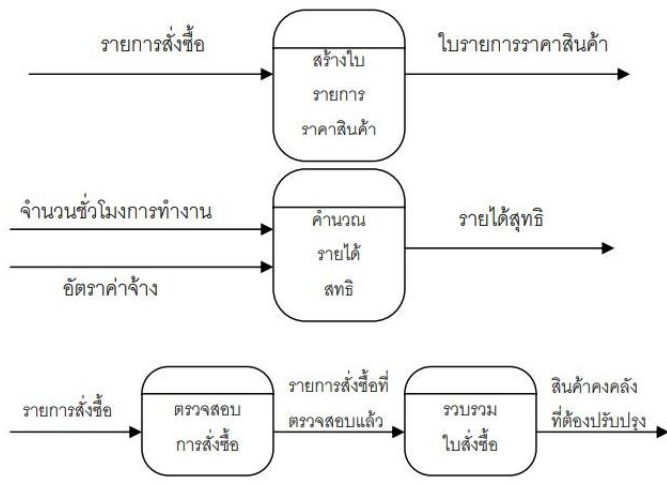 รายการสั่งซื้อ
สร้างใบ
รายการ
ราคาสินค้า
ใบรายการราคาสินค้า
จำนวนชั่วโมงการทำงาน
อัตราค่าจ้าง
คำนวณ
รายได้
สทธิ
รายได้สุทธิ
รายการสั่งซื้อ
ตรวจสอบ
การสั่งซื้อ
รายการสั่งซื้อที่
ตรวจสอบแล้ว
รวบรวม
ใบสั่งซื้อ
สินค้าคงคลัง
ที่ต้องปรับปรุง